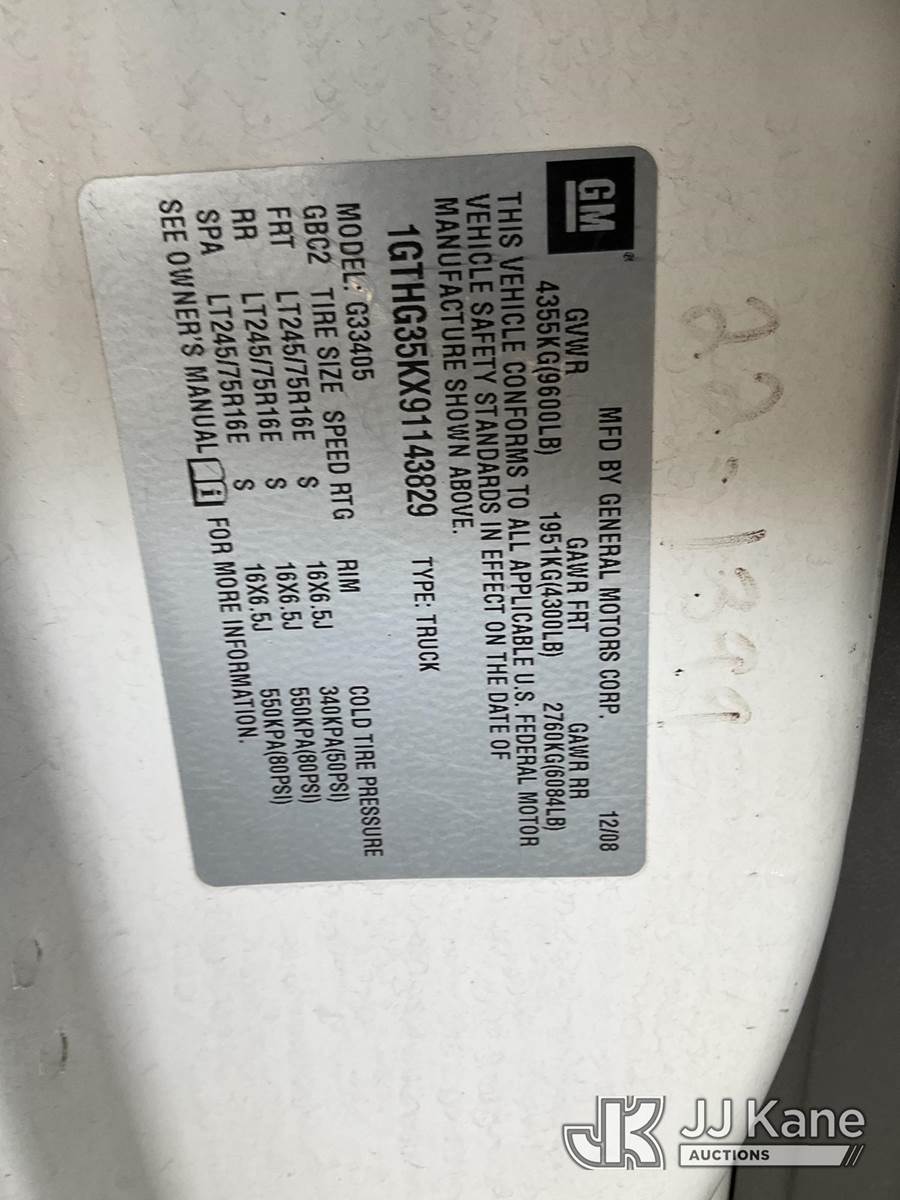 22-1399
GM
MFD BY GENERAL MOTORS CORP. 12/08
GVWR GAWR FRT GAWR RR
4355KG(9600LB) 1951KG(4300LB) 2760KG(6084LB)
THIS VEHICLE CONFORMS TO ALL APPLICABLE U.S. FEDERAL MOTOR
VEHICLE SAFETY STANDARDS IN EFFECT ON THE DATE OF
MANUFACTURE SHOWN ABOVE.
1GTHG35KX91143829 TYPE: TRUCK
MODEL: G33405
GBC2 TIRE SIZE SPEED RTG RIM COLD TIRE PRESSURE
FRT LT245/75R16E S 16X6.5J 340KPA(50PSI)
RR LT245/75R16E S 16X6.5J 550KPA(80PSI)
SPA LT245/75R16E S 16X6.5J 550KPA(80PSI)
SEE OWNER'S MANUAL i FOR MORE INFORMATION.
JK JJ Kane
AUCTIONS